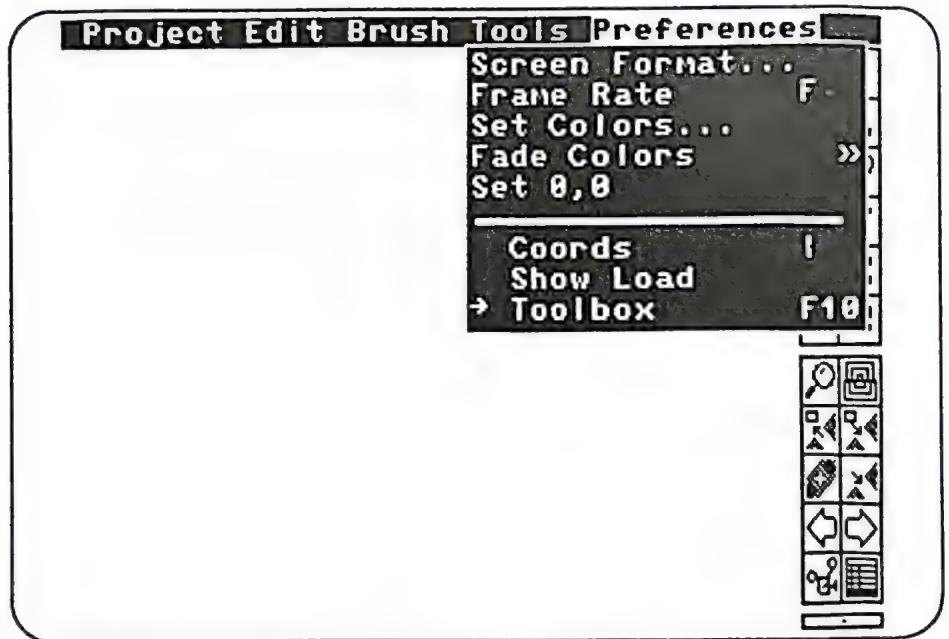 Project Edit Brush Tools Preferences
Screen Format...
Frame Rate F
Set Colors...
Fade Colors »
Set 0,0
Coords
Show Load
→ Toolbox F10